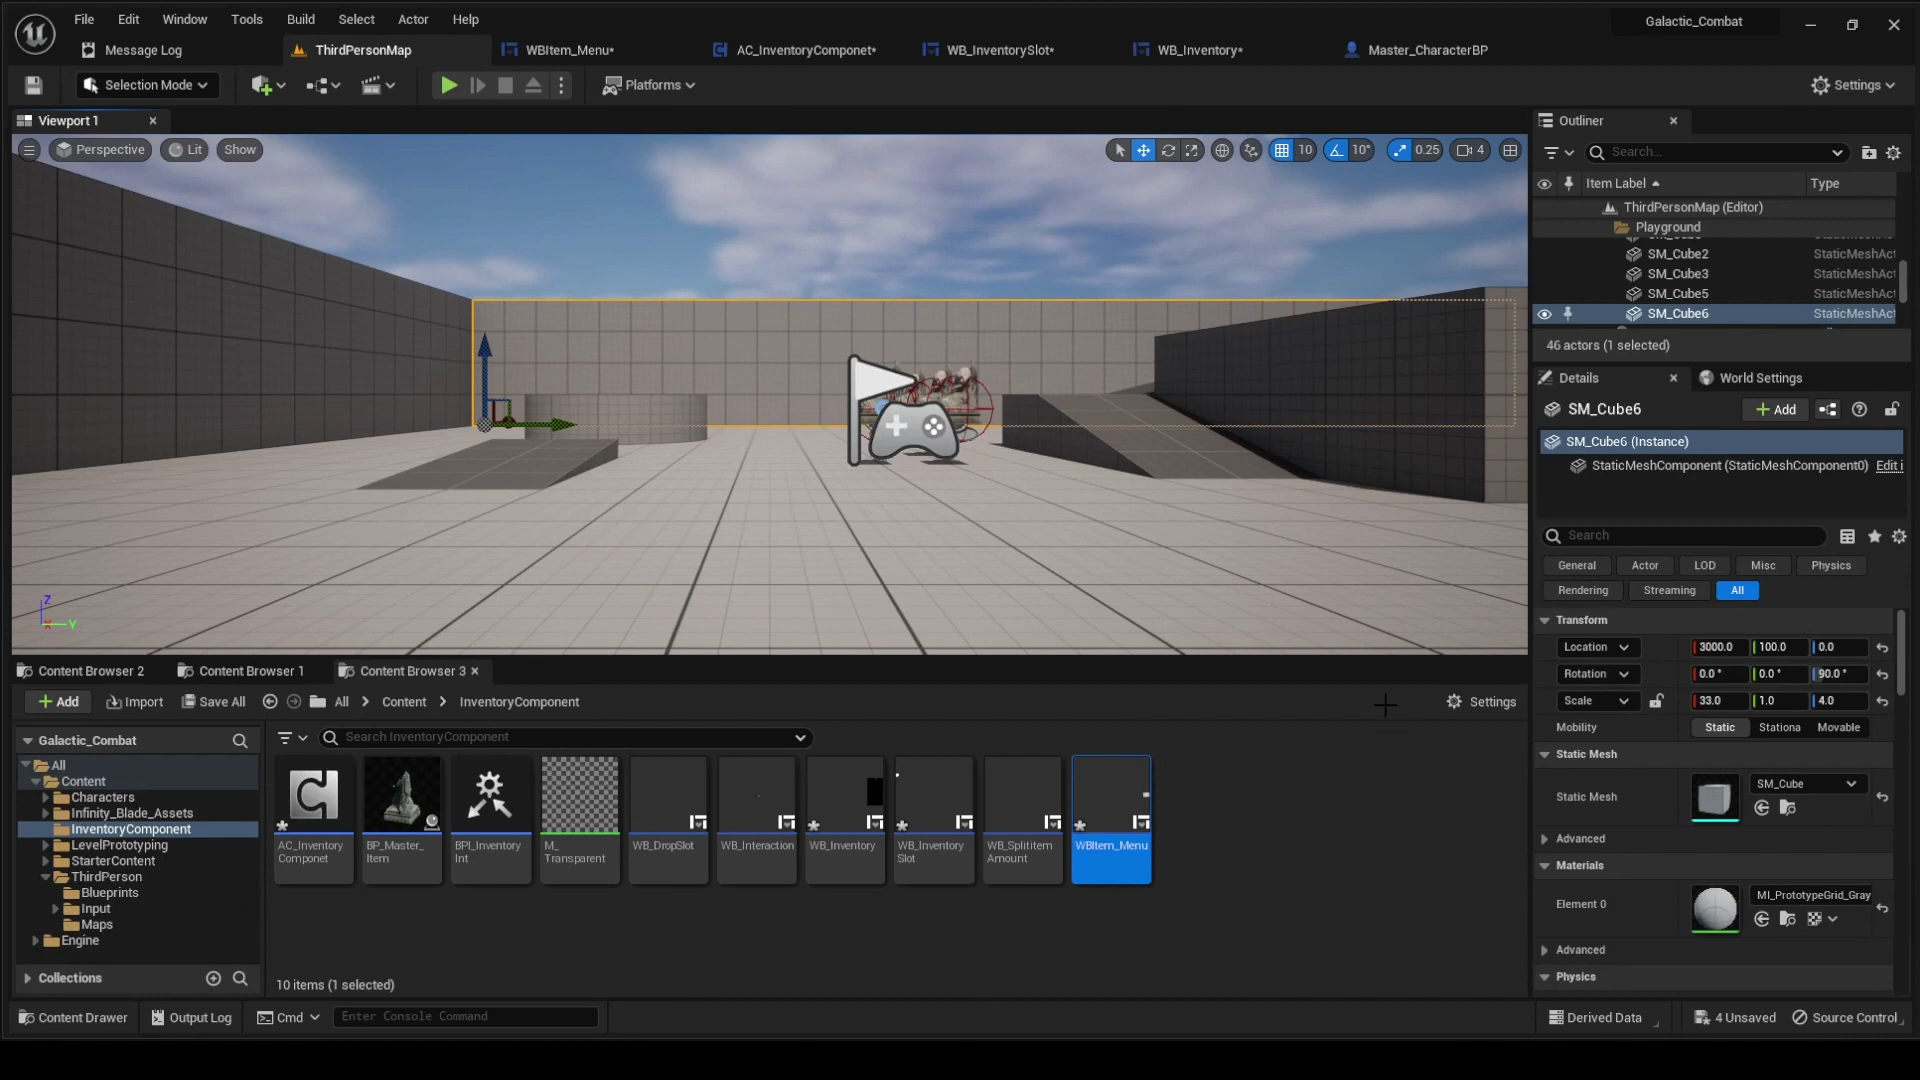 File Edit Window Tools Build Select Actor Help
Galactic_Combat
Message Log ThirdPersonMap WBItem_Menu* AC_InventoryComponet* WB_InventorySlot* WB_Inventory* Master_CharacterBP
Selection Mode Platforms Settings
Viewport 1
Perspective Lit Show 10 10° 0.25 4
Outliner
Search...
Item Label Type
ThirdPersonMap (Editor)
Playground
SM_Cube2 StaticMeshAct
SM_Cube3 StaticMeshAct
SM_Cube5 StaticMeshAct
SM_Cube6 StaticMeshAct
46 actors (1 selected)
Details World Settings
SM_Cube6 + Add
SM_Cube6 (Instance)
StaticMeshComponent (StaticMeshComponent0) Edit i
Search
General Actor LOD Misc Physics
Rendering Streaming All
Transform
Location 3000.0 100.0 0.0
Rotation 0.0 ° 0.0 ° 90.0 °
Scale 33.0 1.0 4.0
Mobility Static Stationa Movable
Static Mesh
Static Mesh SM_Cube
Advanced
Materials
Element 0 MI_PrototypeGrid_Gray
Advanced
Physics
Z
X
Y
Content Browser 2 Content Browser 1 Content Browser 3
+ Add Import Save All All Content InventoryComponent Settings
Galactic_Combat
All
Content
Characters
Infinity_Blade_Assets
InventoryComponent
LevelPrototyping
StarterContent
ThirdPerson
Blueprints
Input
Maps
Engine
Collections
Search InventoryComponent
AC_Inventory
Componet
BP_Master_
Item
BPI_Inventory
Int
M_
Transparent
WB_DropSlot
WB_Interaction
WB_Inventory
WB_Inventory
Slot
WB_Splititem
Amount
WBItem_Menu
10 items (1 selected)
Content Drawer Output Log Cmd Enter Console Command Derived Data 4 Unsaved Source Control